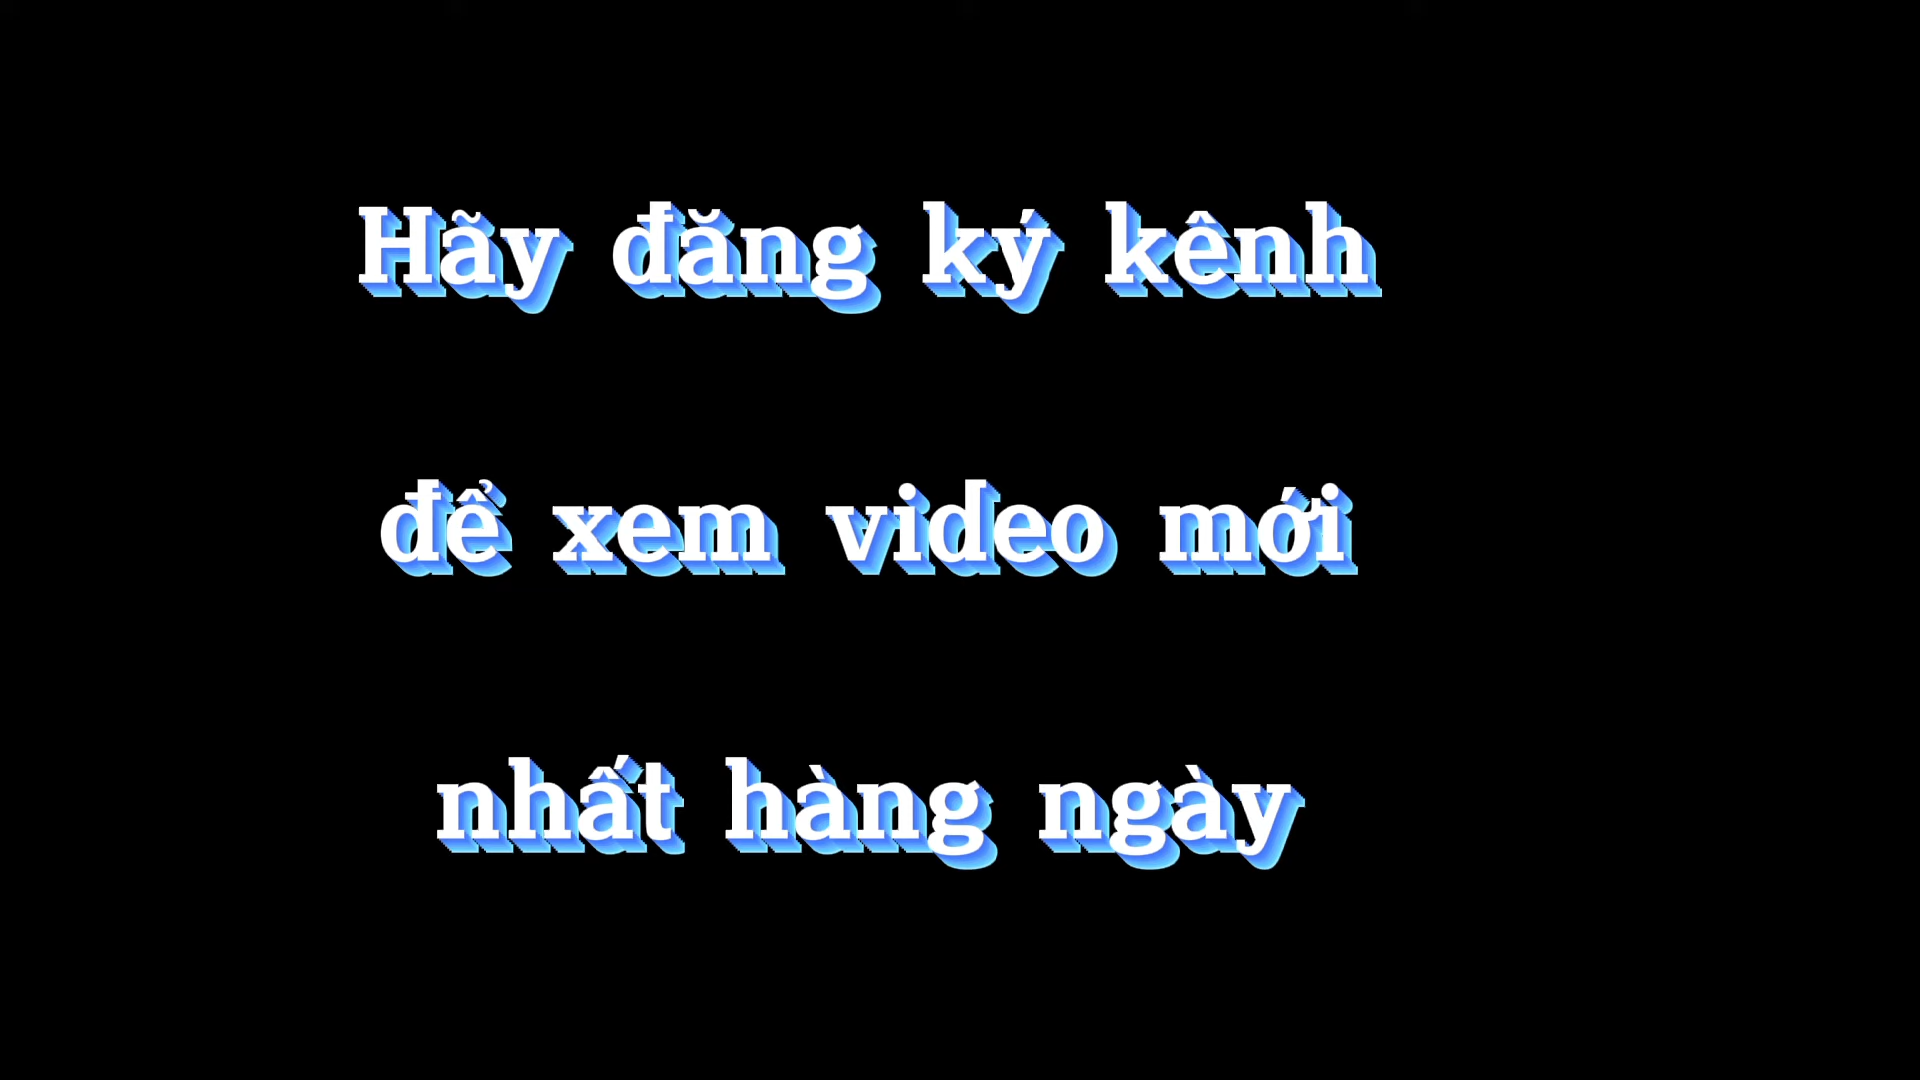 Hãy đăng ký kênh
để xem video mới
nhất hàng ngày